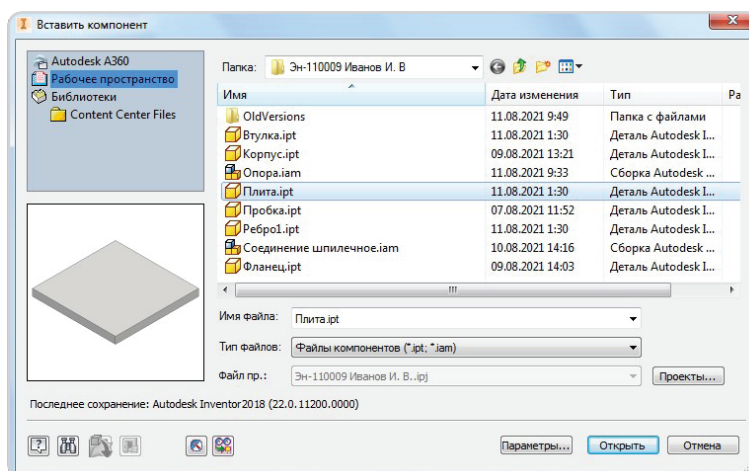 Вставить компонент
Autodesk A360
Рабочее пространство
Библиотеки
Content Center Files
Папка: Эн-110009 Иванов И. В
Имя Дата изменения Тип Ра
OldVersions 11.08.2021 9:49 Папка с файлами
Втулка.ipt 11.08.2021 1:30 Деталь Autodesk I...
Корпус.ipt 09.08.2021 13:21 Деталь Autodesk I...
Опора.iam 11.08.2021 9:33 Сборка Autodesk ...
Плита.ipt 11.08.2021 1:30 Деталь Autodesk I...
Пробка.ipt 07.08.2021 11:52 Деталь Autodesk I...
Ребро1.ipt 11.08.2021 1:30 Деталь Autodesk I...
Соединение шпилечное.iam 10.08.2021 14:16 Сборка Autodesk ...
Фланец.ipt 09.08.2021 14:03 Деталь Autodesk I...
Имя файла: Плита.ipt
Тип файлов: Файлы компонентов (*.ipt; *.iam)
Файл пр.: Эн-110009 Иванов И. В..ipj Проекты...
Последнее сохранение: Autodesk Inventor 2018 (22.0.11200.0000)
Параметры... Открыть Отмена